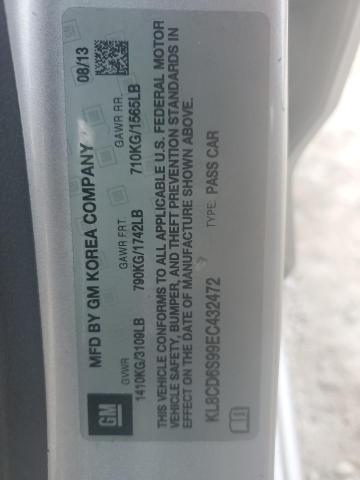 MFD BY GM KOREA COMPANY 08/13
GVWR GAWR FRT GAWR RR
1410KG/3109LB 790KG/1742LB 710KG/1565LB
THIS VEHICLE CONFORMS TO ALL APPLICABLE U.S. FEDERAL MOTOR
VEHICLE SAFETY, BUMPER, AND THEFT PREVENTION STANDARDS IN
EFFECT ON THE DATE OF MANUFACTURE SHOWN ABOVE.
KL8CD6S99EC432472 TYPE: PASS CAR
GM